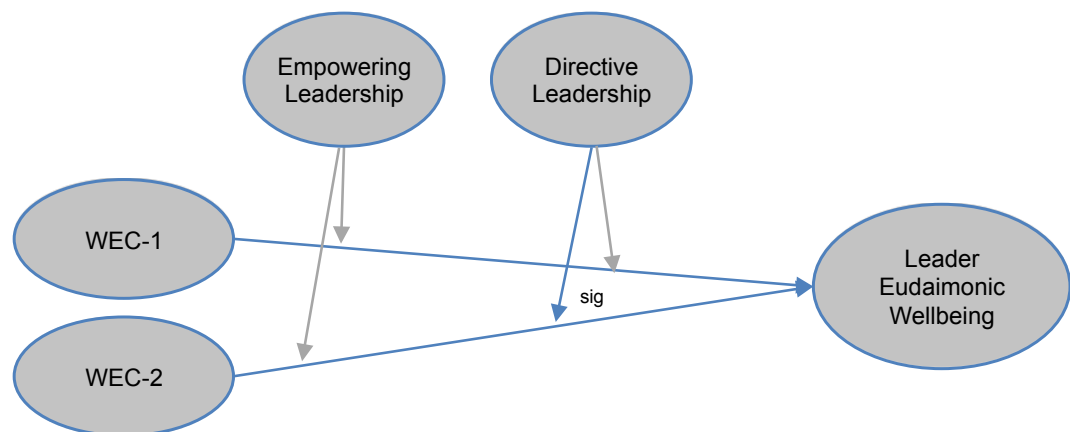 Empowering
Leadership
Directive
Leadership
WEC-1
sig
Leader
Eudaimonic
Wellbeing
WEC-2